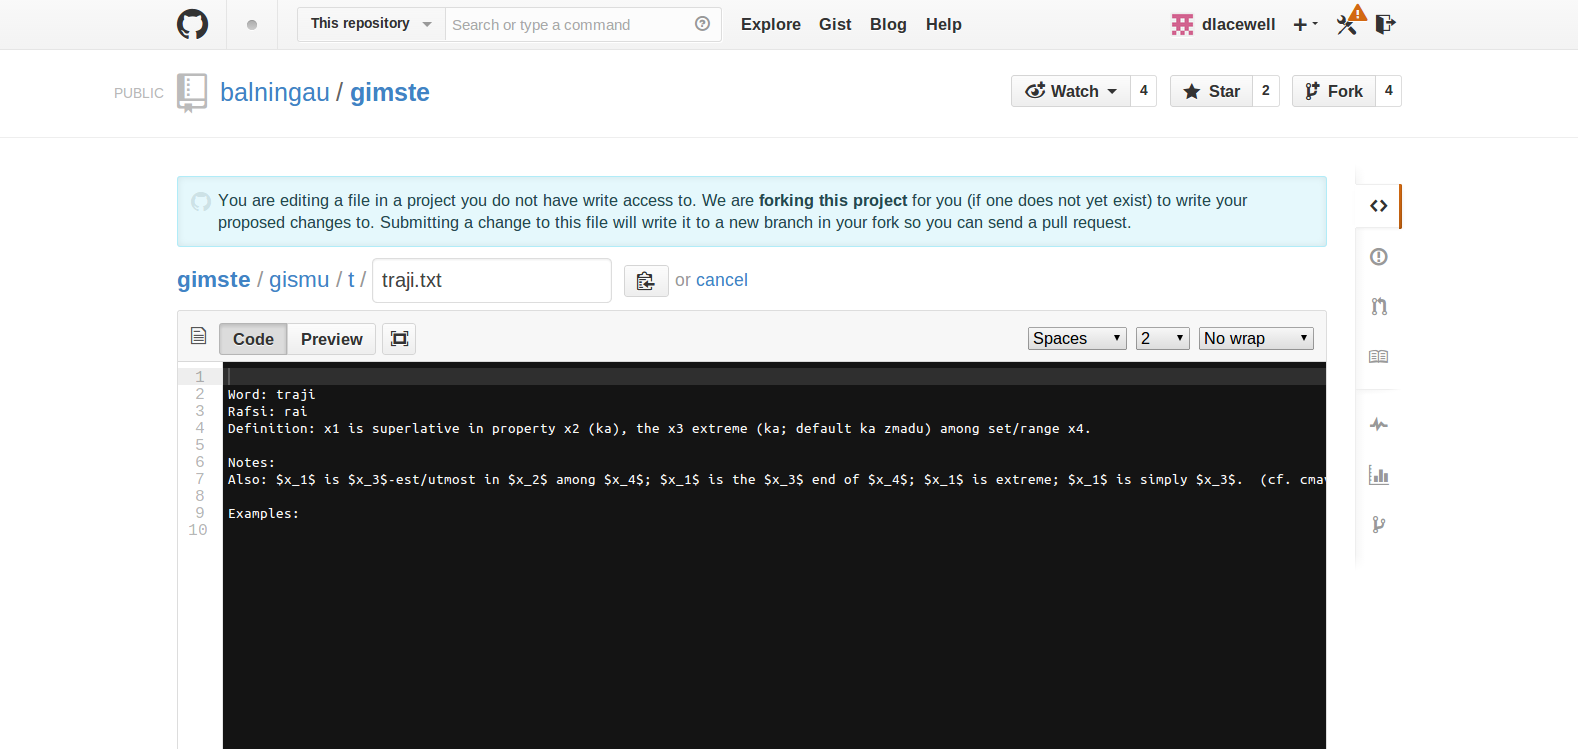 This repository Search or type a command Explore Gist Blog Help dlacewell
PUBLIC balningau / gimste Watch 4 Star 2 Fork 4
You are editing a file in a project you do not have write access to. We are forking this project for you (if one does not yet exist) to write your
proposed changes to. Submitting a change to this file will write it to a new branch in your fork so you can send a pull request.
gimste / gismu / t / traji.txt or cancel
Code Preview Spaces 2 No wrap
1
2 Word: traji
3 Rafsi: rai
4 Definition: x1 is superlative in property x2 (ka), the x3 extreme (ka; default ka zmadu) among set/range x4.
5
6 Notes:
7 Also: $x_1$ is $x_3$-est/utmost in $x_2$ among $x_4$; $x_1$ is the $x_3$ end of $x_4$; $x_1$ is extreme; $x_1$ is simply $x_3$.  (cf. cmav
8
9 Examples:
10